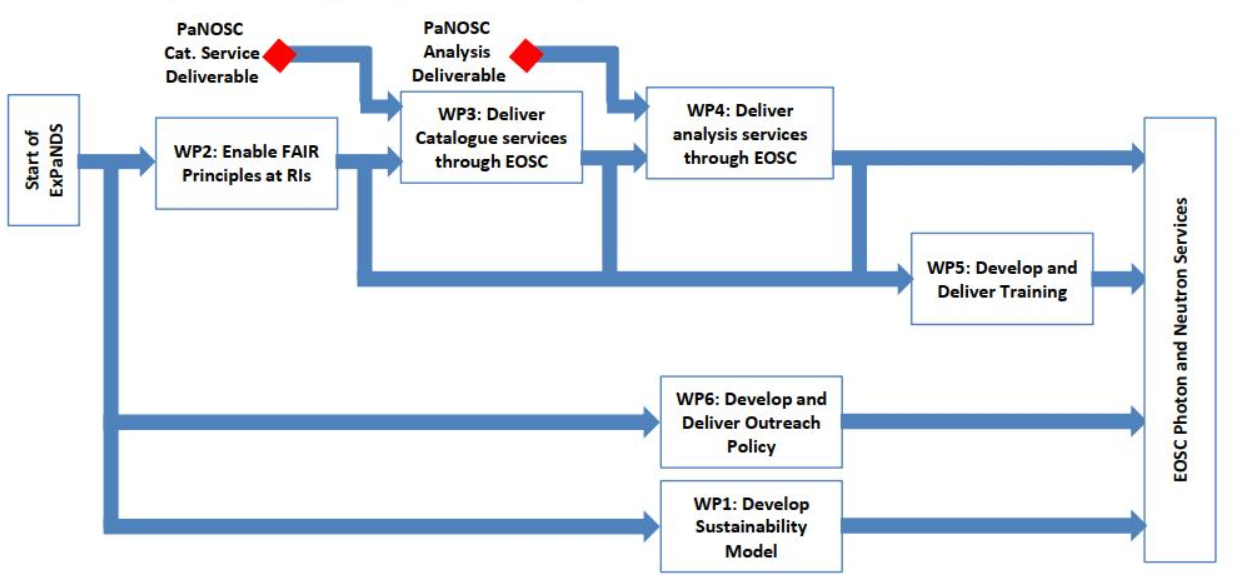 PaNOSC
Cat. Service
Deliverable
PaNOSC
Analysis
Deliverable
Start of
ExPaNDS
WP2: Enable FAIR
Principles at RIs
WP3: Deliver
Catalogue services
through EOSC
WP4: Deliver
analysis services
through EOSC
WP5: Develop and
Deliver Training
WP6: Develop and
Deliver Outreach
Policy
WP1: Develop
Sustainability
Model
EOSC Photon and Neutron Services